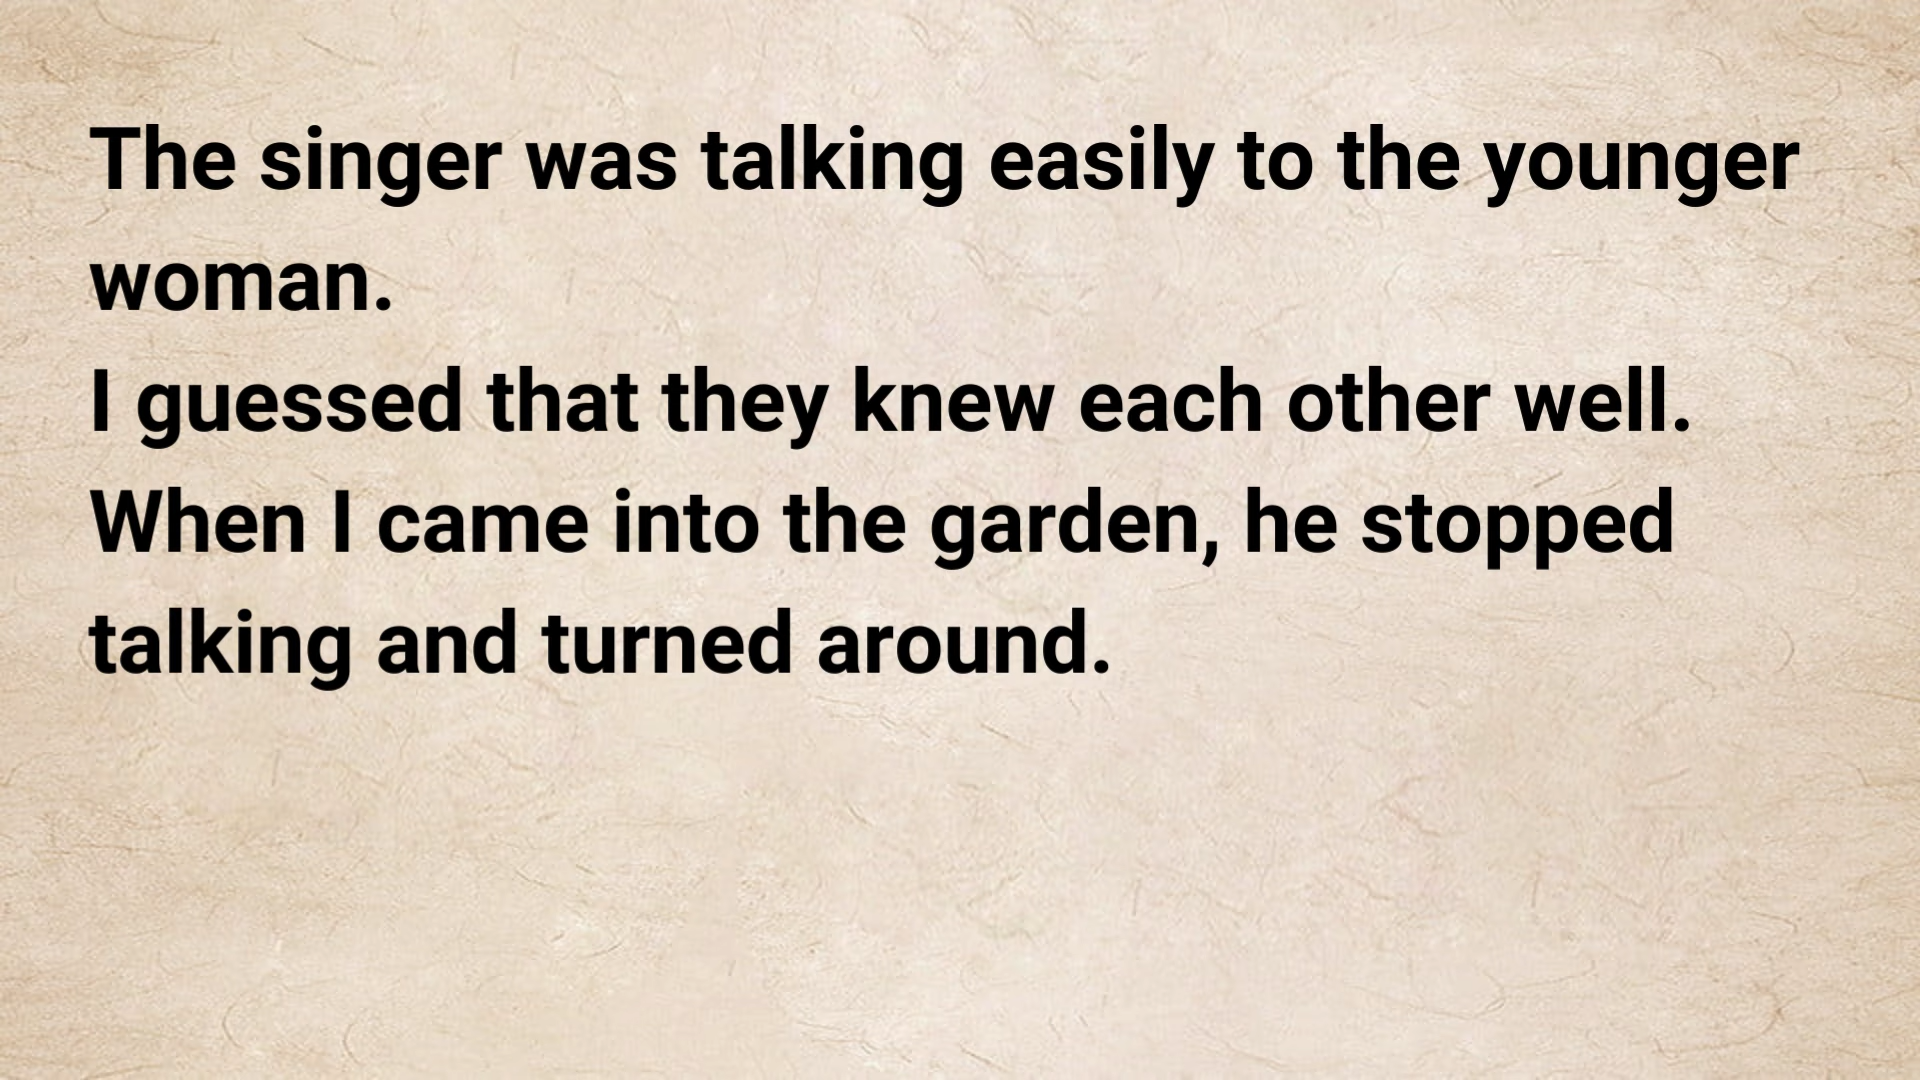 The singer was talking easily to the younger
woman.
I guessed that they knew each other well.
When I came into the garden, he stopped
talking and turned around.